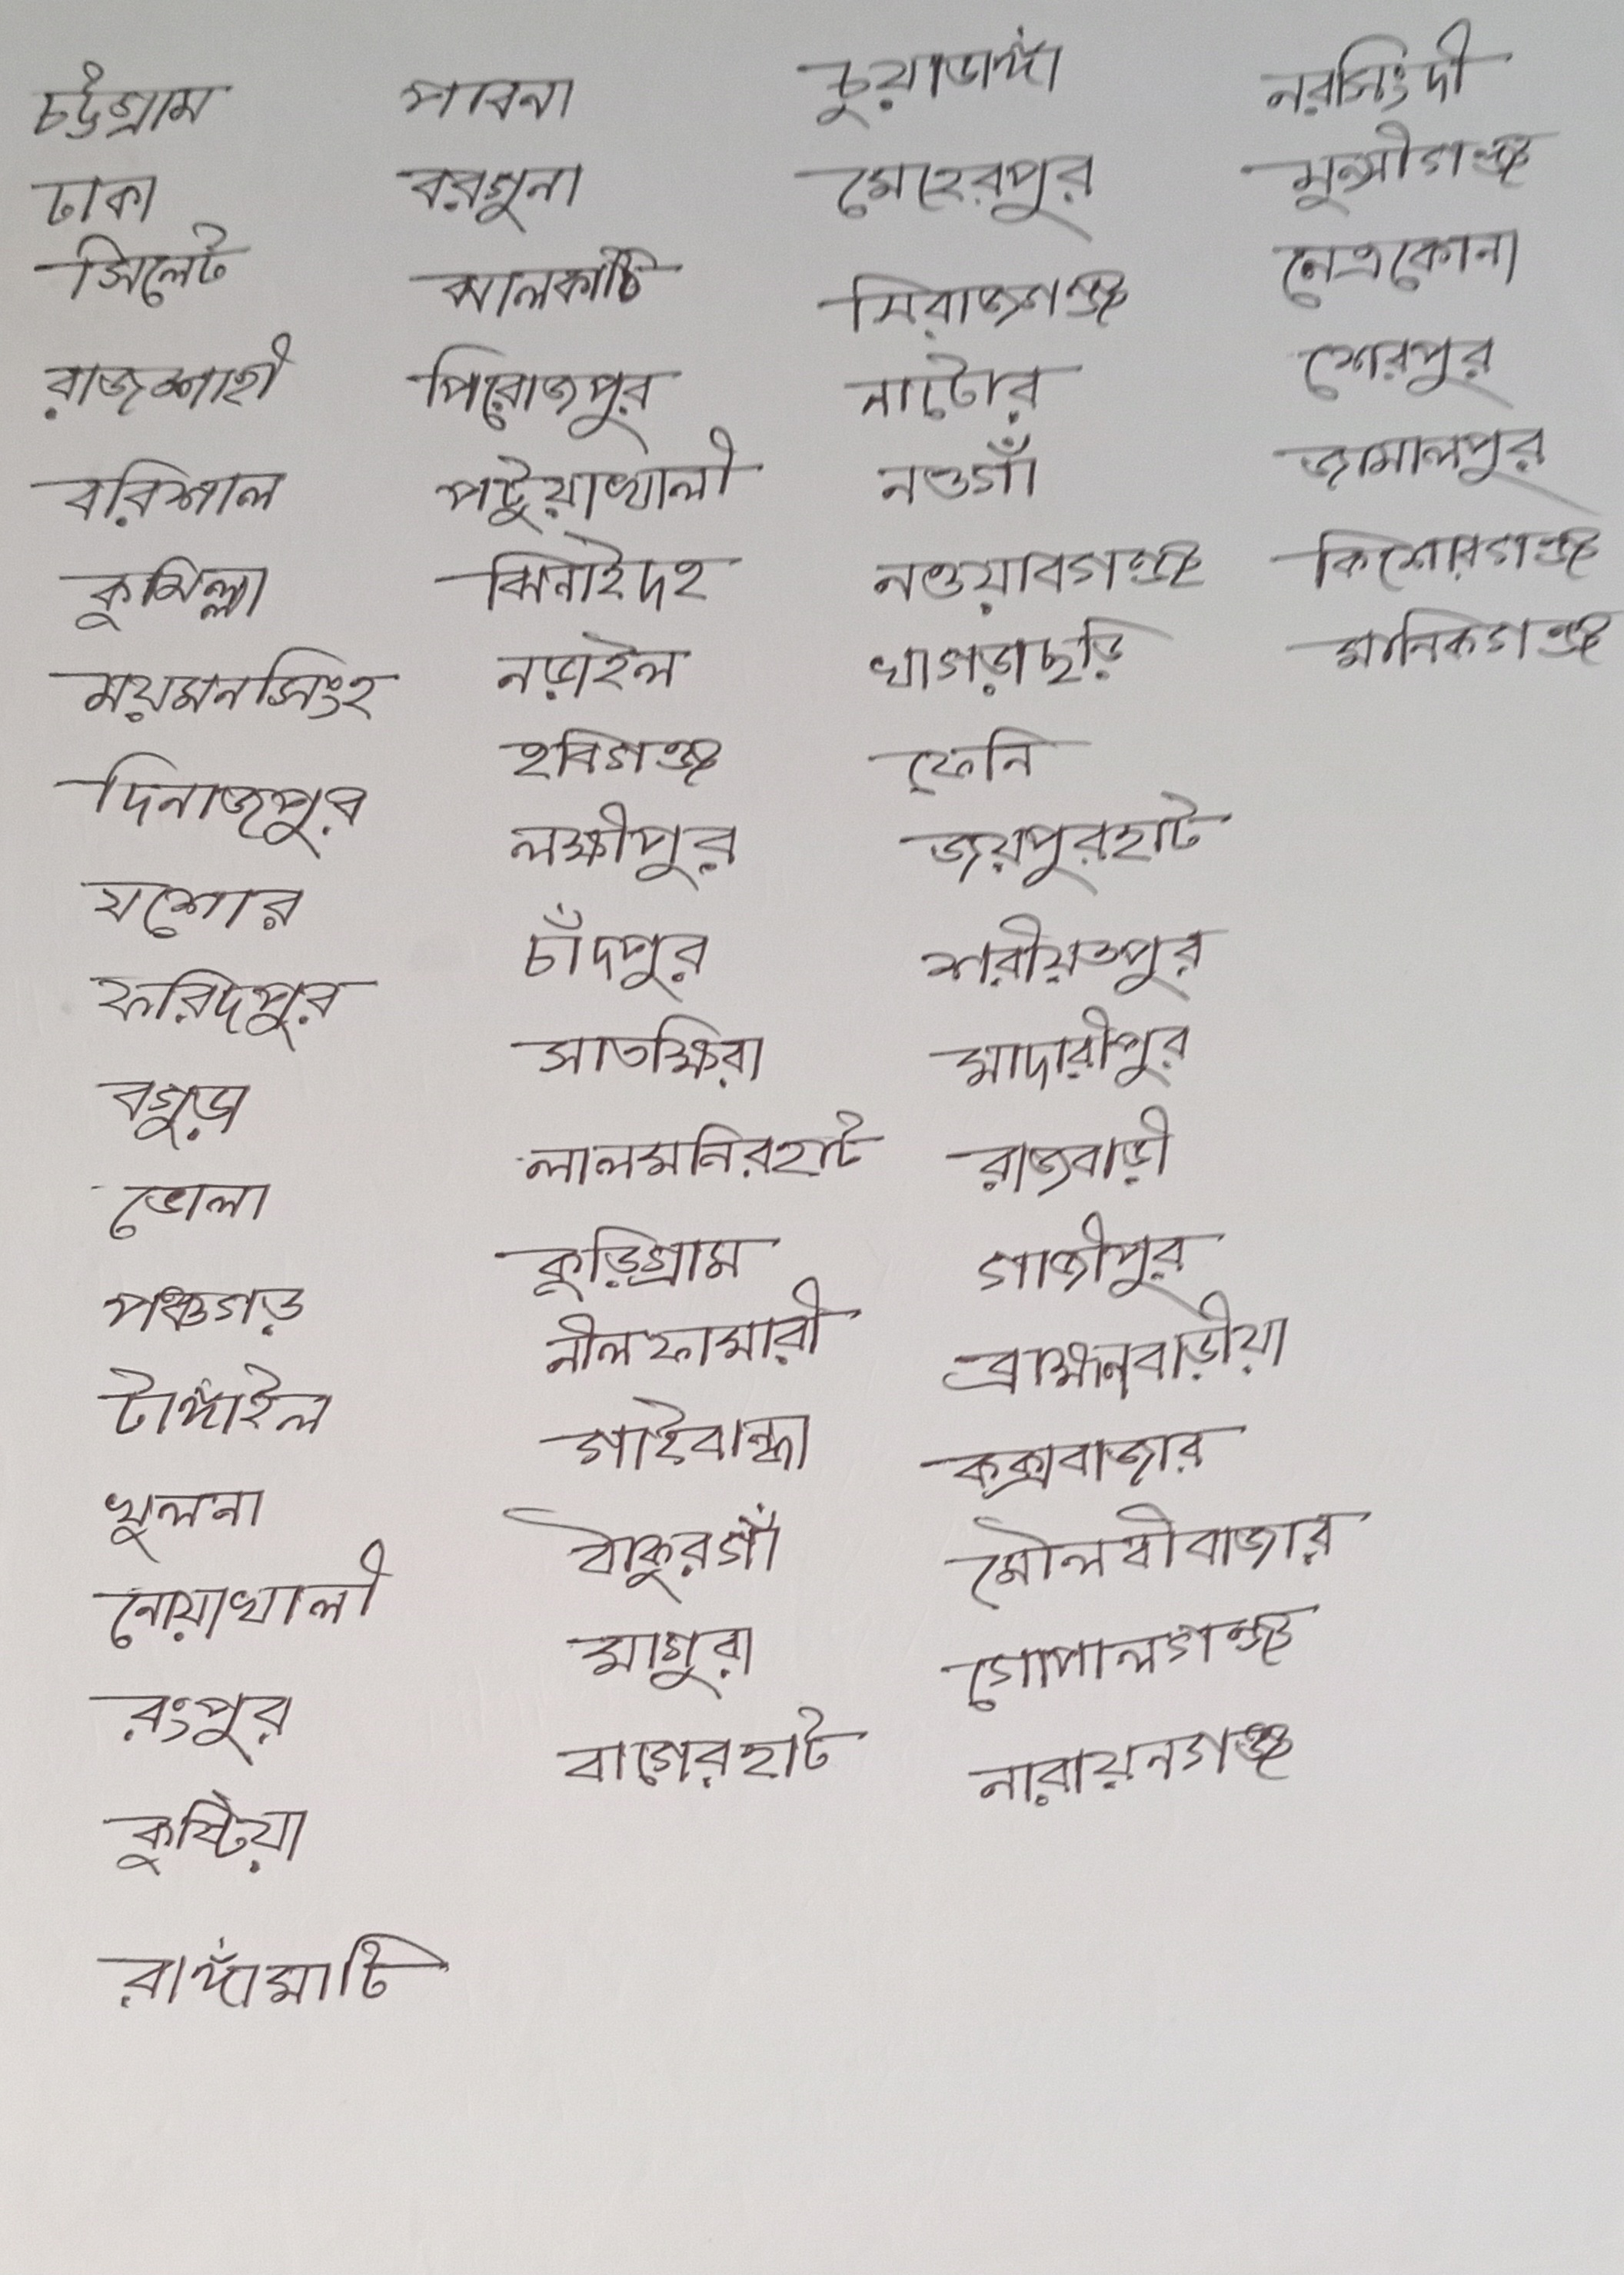 চট্টগ্রাম
ঢাকা
সিলেট
রাজশাহী
বরিশাল
কুমিল্লা
ময়মনসিংহ
দিনাজপুর
যশোর
ফরিদপুর
বগুড়া
ভোলা
পঞ্চগড়
টাঙ্গাইল
খুলনা
নোয়াখালী
রংপুর
কুষ্টিয়া
রাঙ্গাঁমাটি
পাবনা
বরগুনা
ঝালকাঠি
পিরোজপুর
পটুয়াখালী
ঝিনাইদহ
নড়াইল
হবিগঞ্জ
লক্ষীপুর
চাঁদপুর
সাতক্ষিরা
লালমনিরহাট
কুড়িগ্রাম
নীলফামারী
গাইবান্ধা
ঠাকুরগাঁ
মাগুরা
বাগেরহাট
চুয়াডাঙ্গাঁ
মেহেরপুর
সিরাজগঞ্জ
নাটোর
নওগাঁ
নওয়াবগঞ্জ
খাগড়াছড়ি
ফেনি
জয়পুরহাট
শরীয়তপুর
মাদারীপুর
রাজবাড়ী
গাজীপুর
ব্রাহ্মনবাড়ীয়া
কক্সবাজার
মৌলবীবাজার
গোপালগঞ্জ
নারায়নগঞ্জ
নরসিংদী
মুন্সীগঞ্জ
নেত্রকোনা
শেরপুর
জামালপুর
কিশোরগঞ্জ
মানিকগঞ্জ